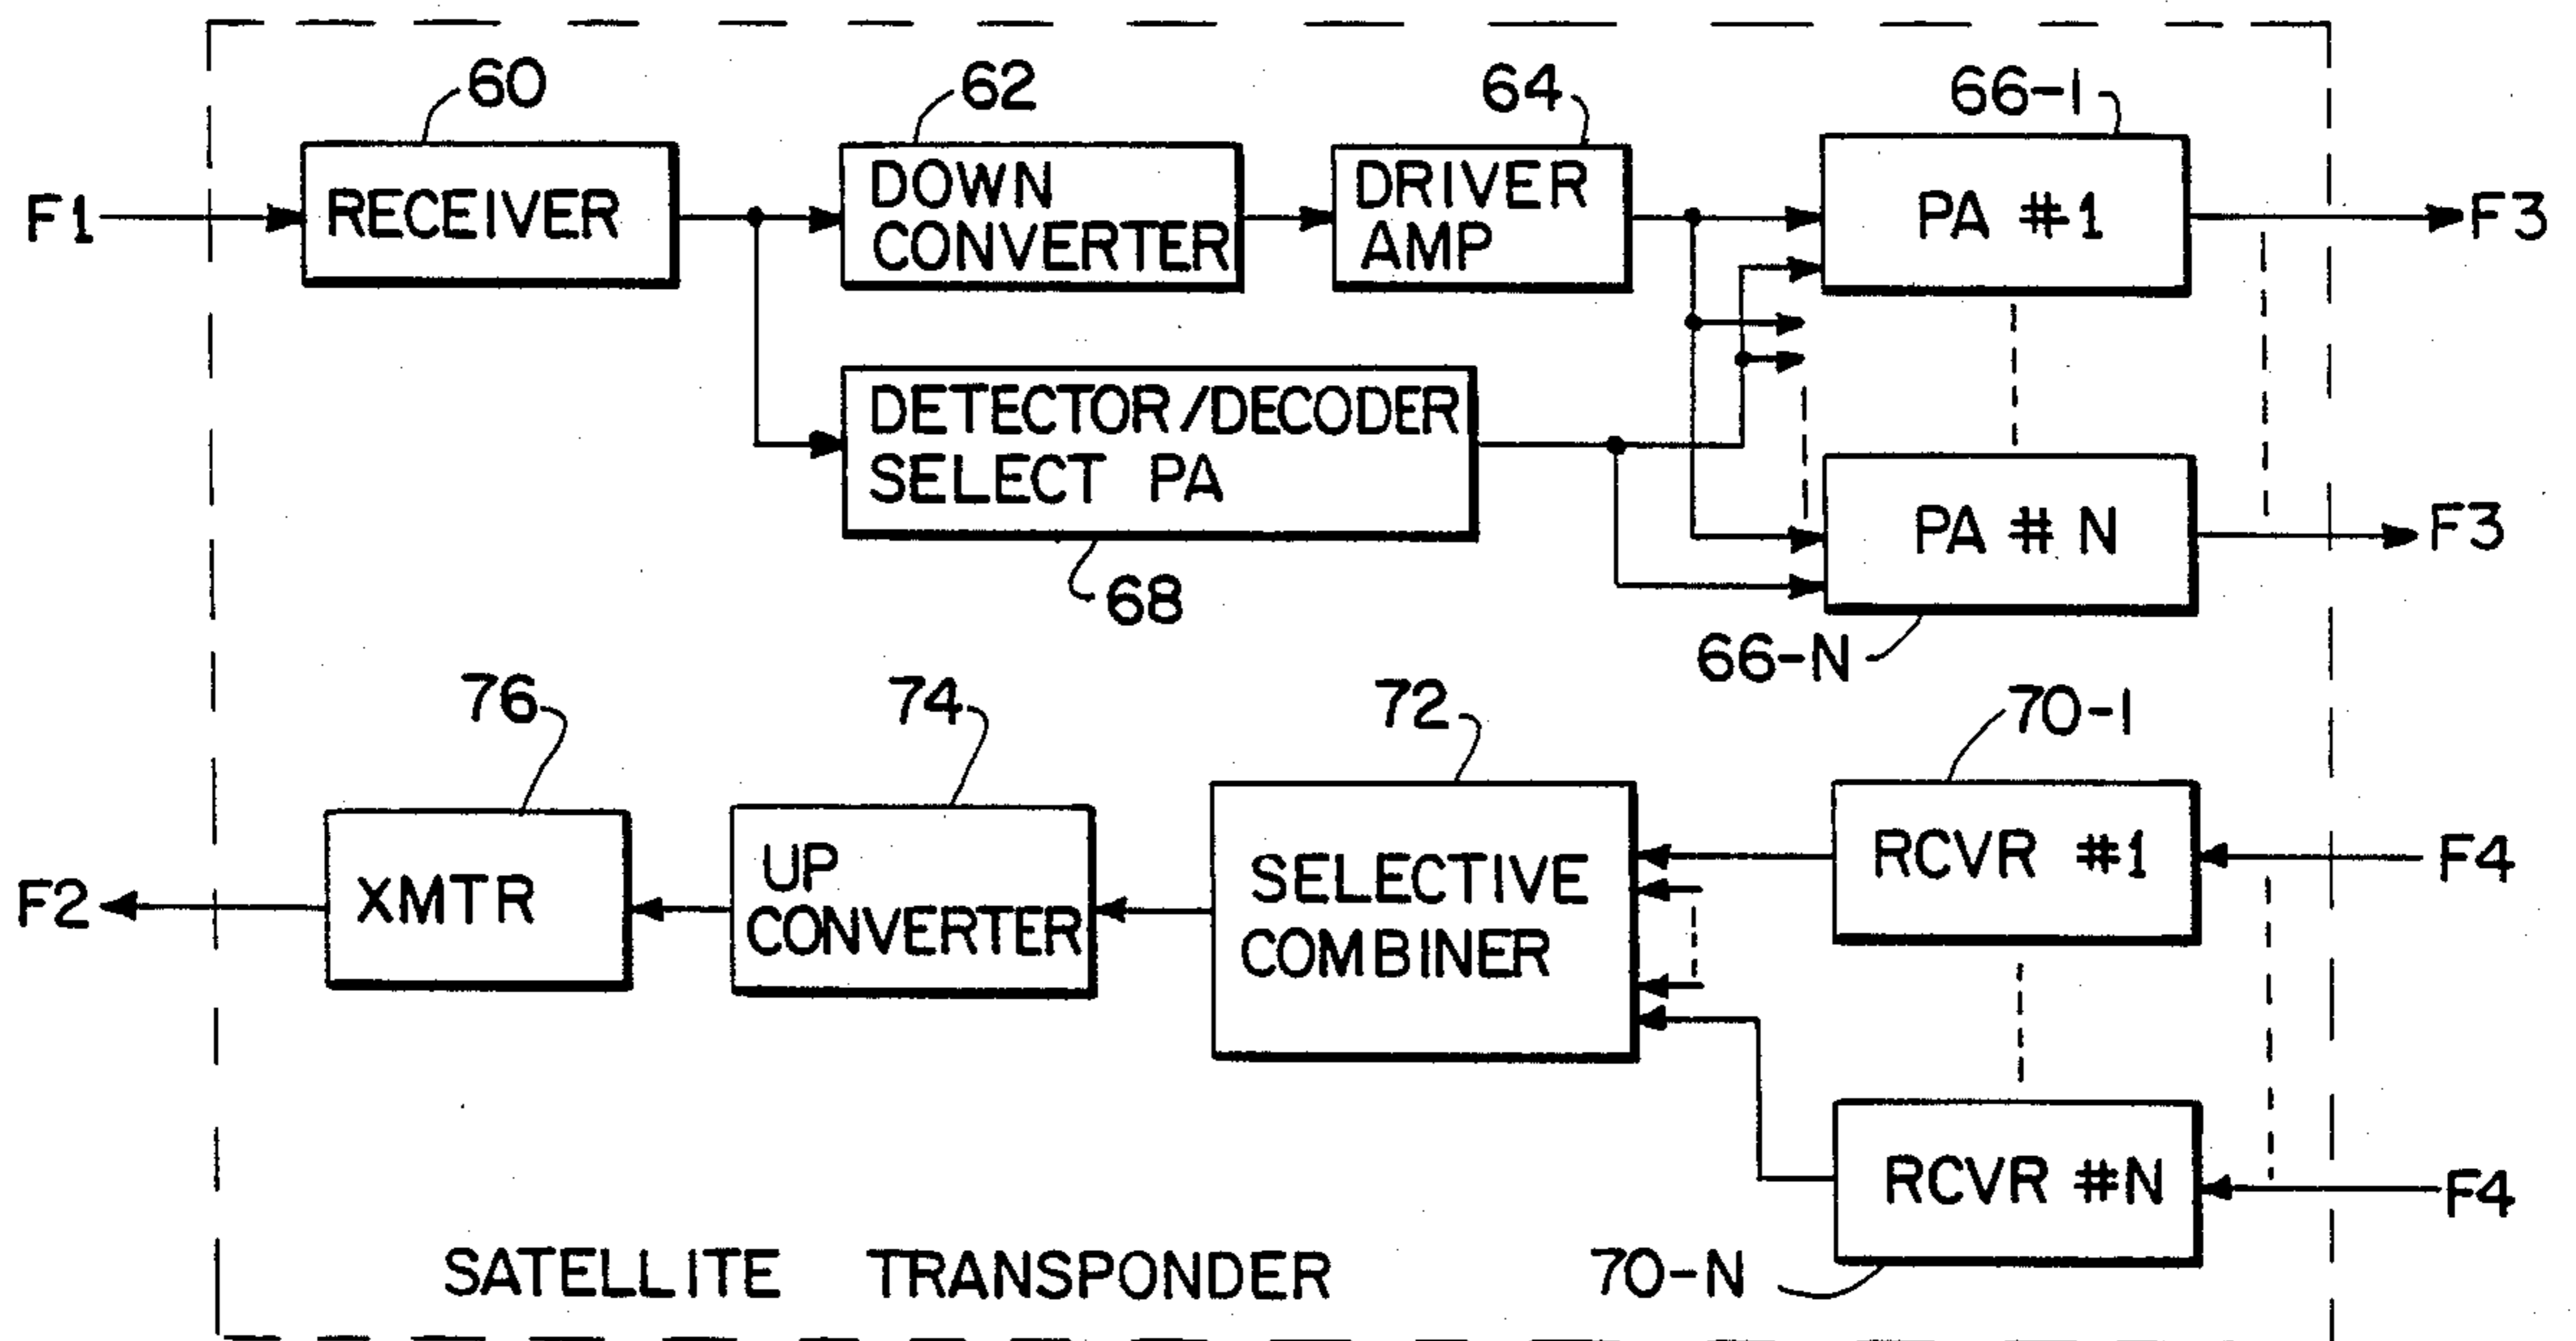 60
62
64
66-1
F1
RECEIVER
DOWN
CONVERTER
DRIVER
AMP
PA #1
F3
DETECTOR/DECODER
SELECT PA
PA # N
F3
68
66-N
76
74
72
70-1
F2
XMTR
UP
CONVERTER
SELECTIVE
COMBINER
RCVR #1
F4
RCVR #N
F4
SATELLITE TRANSPONDER
70-N